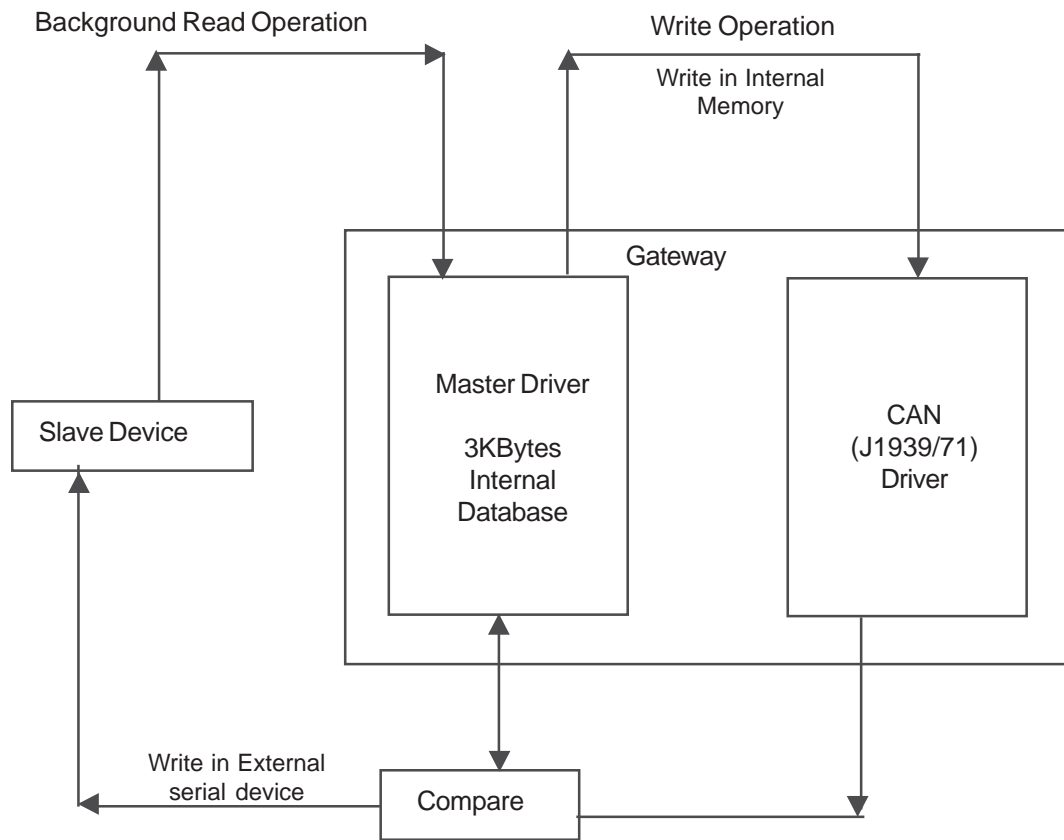 Background Read Operation
Write Operation
Write in Internal
Memory
Gateway
Master Driver
3KBytes
Internal
Database
CAN
(J1939/71)
Driver
Slave Device
Write in External
serial device
Compare